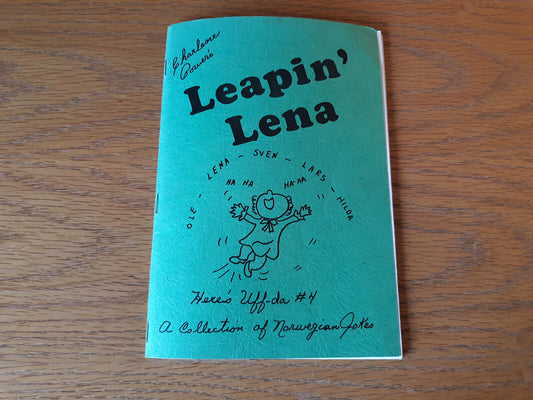 Charlene
Power's
Leapin'
Lena
OLE - LENA - SVEN - LARS - HILDA
HA HA HA-HA
Here's Uff-da #4
A Collection of Norwegian Jokes